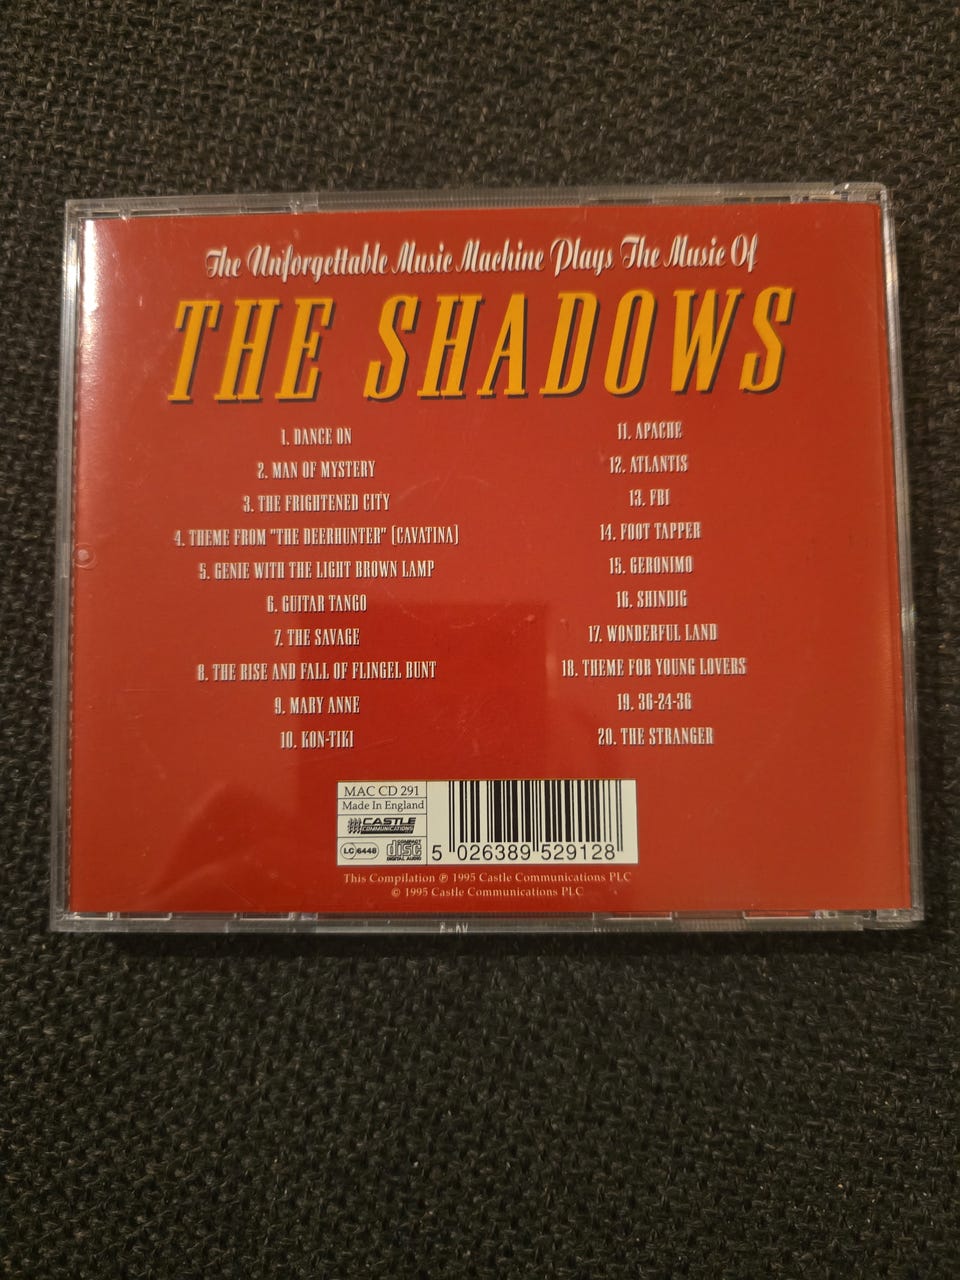 The Unforgettable Music Machine Plays The Music Of
THE SHADOWS
1. DANCE ON
2. MAN OF MYSTERY
3. THE FRIGHTENED CITY
4. THEME FROM "THE DEERHUNTER" (CAVATINA)
5. GENIE WITH THE LIGHT BROWN LAMP
6. GUITAR TANGO
7. THE SAVAGE
8. THE RISE AND FALL OF FLINGEL BUNT
9. MARY ANNE
10. KON-TIKI
11. APACHE
12. ATLANTIS
13. FBI
14. FOOT TAPPER
15. GERONIMO
16. SHINDIG
17. WONDERFUL LAND
18. THEME FOR YOUNG LOVERS
19. 36-24-36
20. THE STRANGER
MAC CD 291
Made In England
CASTLE
COMMUNICATIONS
LC 6448
COMPACT
disc
DIGITAL AUDIO
5 026389 529128
This Compilation ℗ 1995 Castle Communications PLC
© 1995 Castle Communications PLC